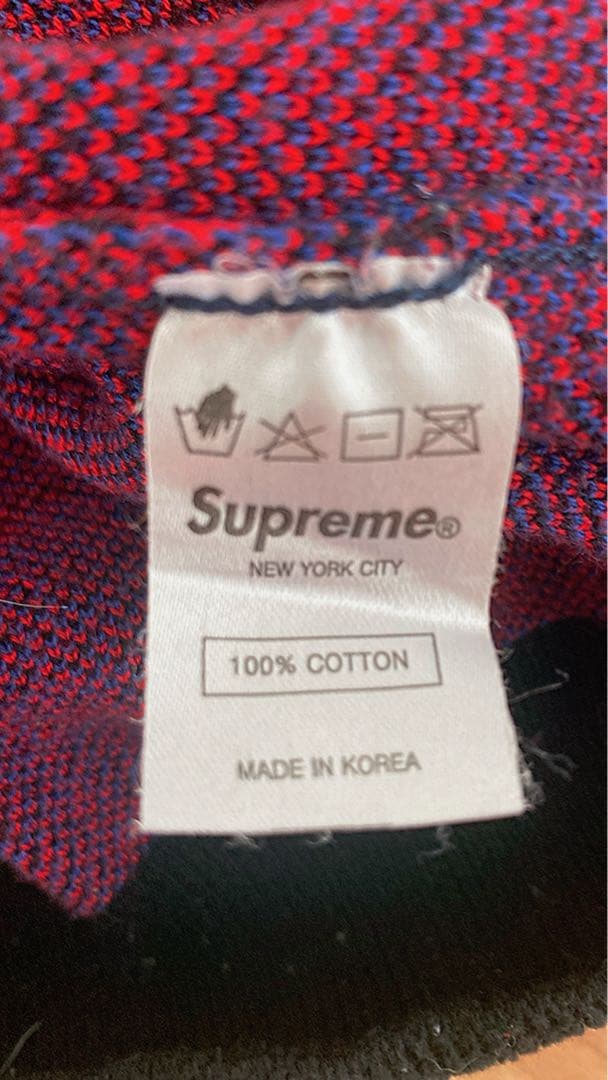 Supreme®
NEW YORK CITY
100% COTTON
MADE IN KOREA